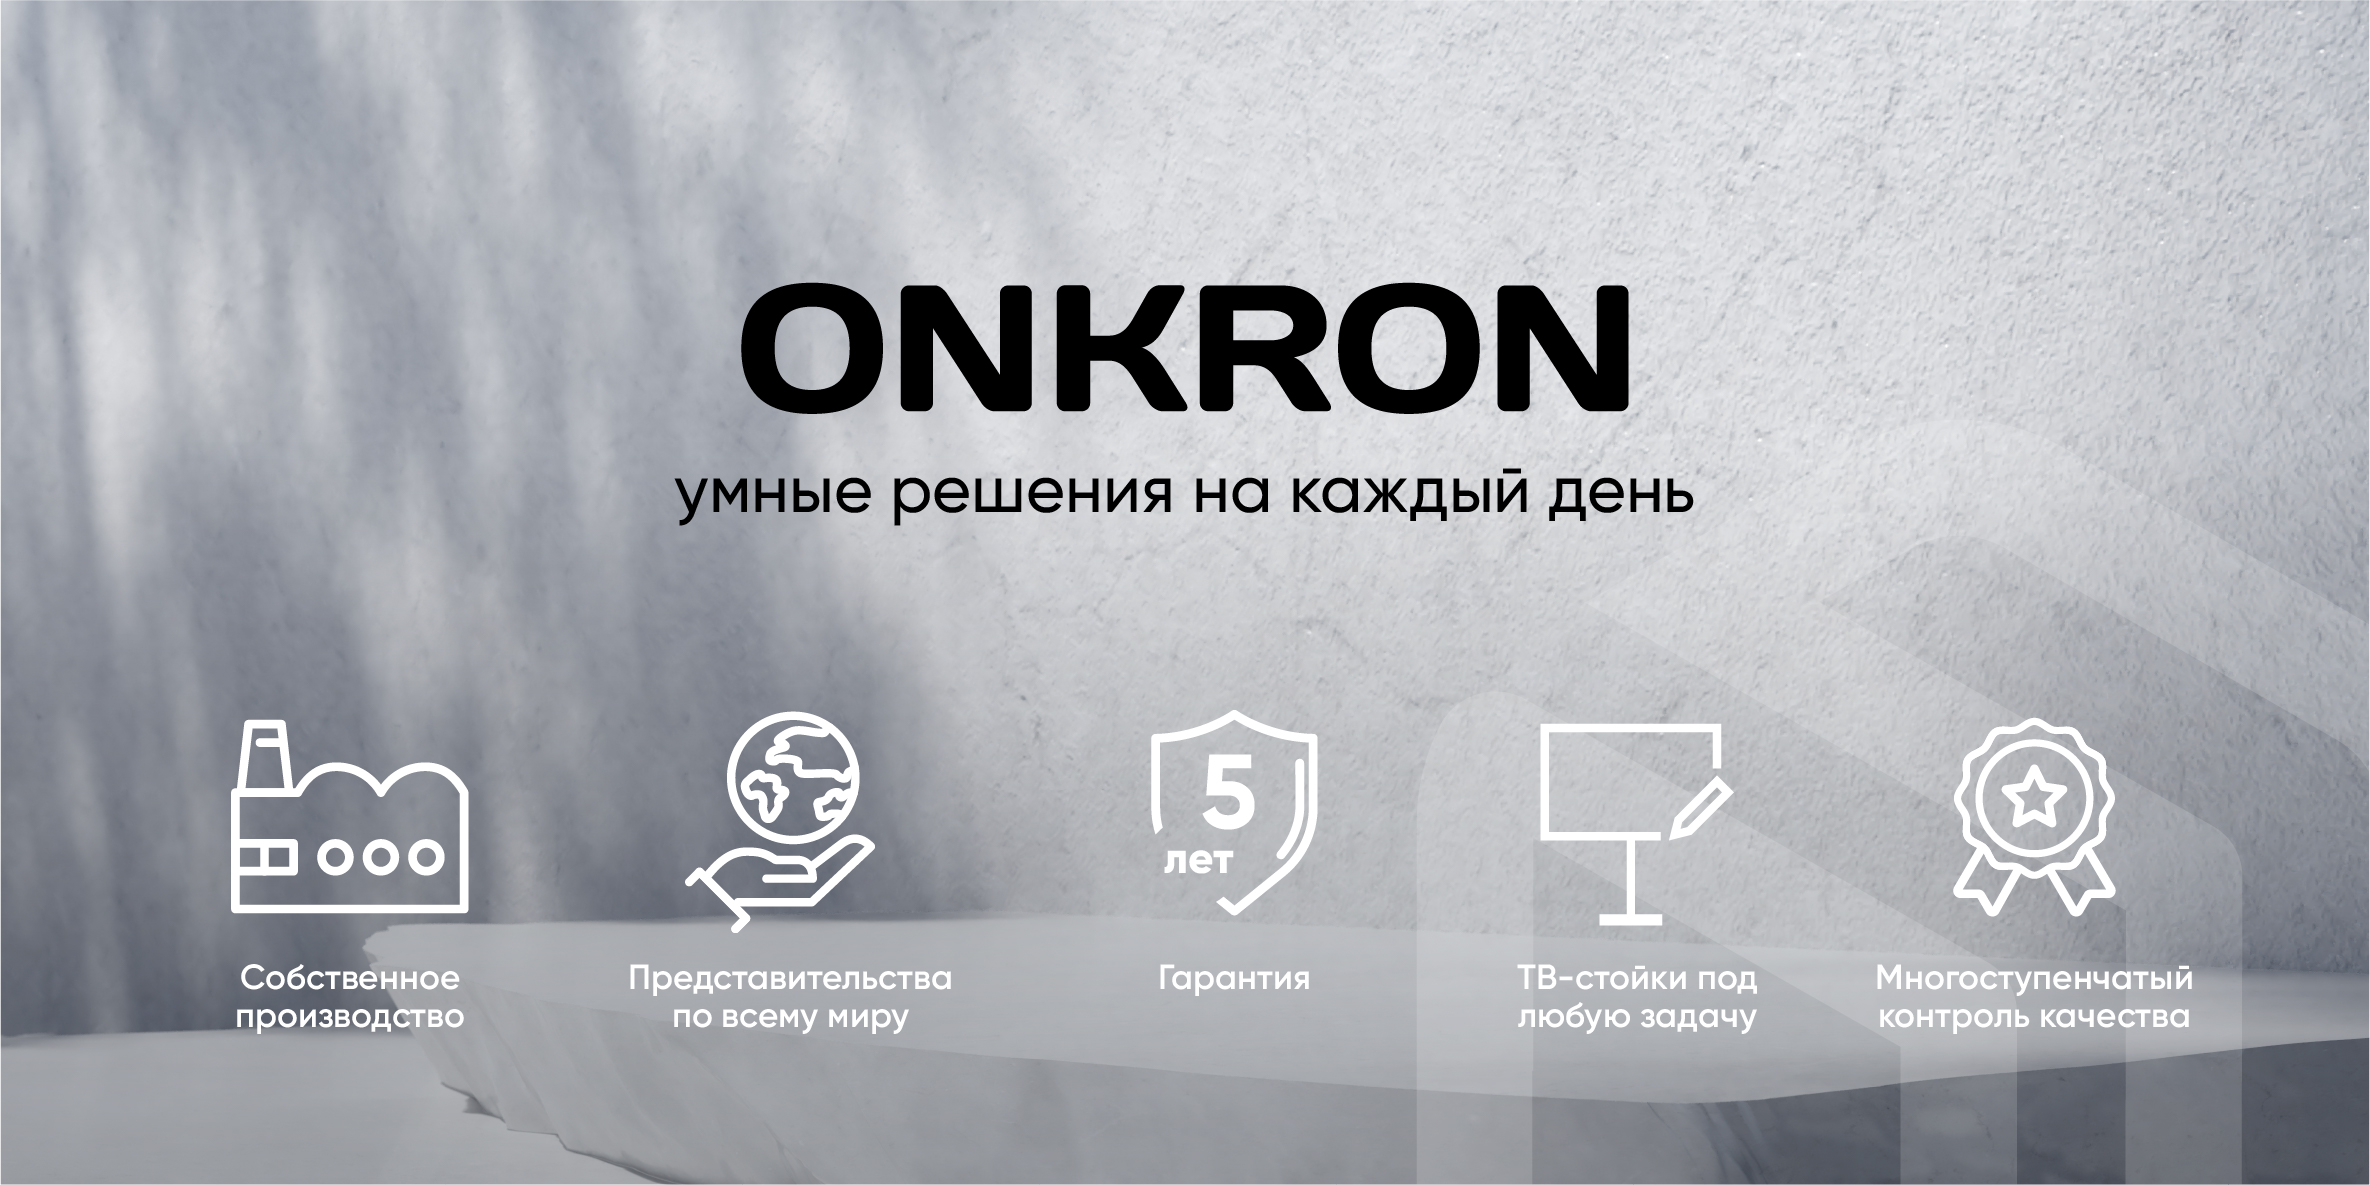 ONKRON
умные решения на каждый день
5
лет
Собственное
производство
Представительства
по всему миру
Гарантия
ТВ-стойки под
любую задачу
Многоступенчатый
контроль качества